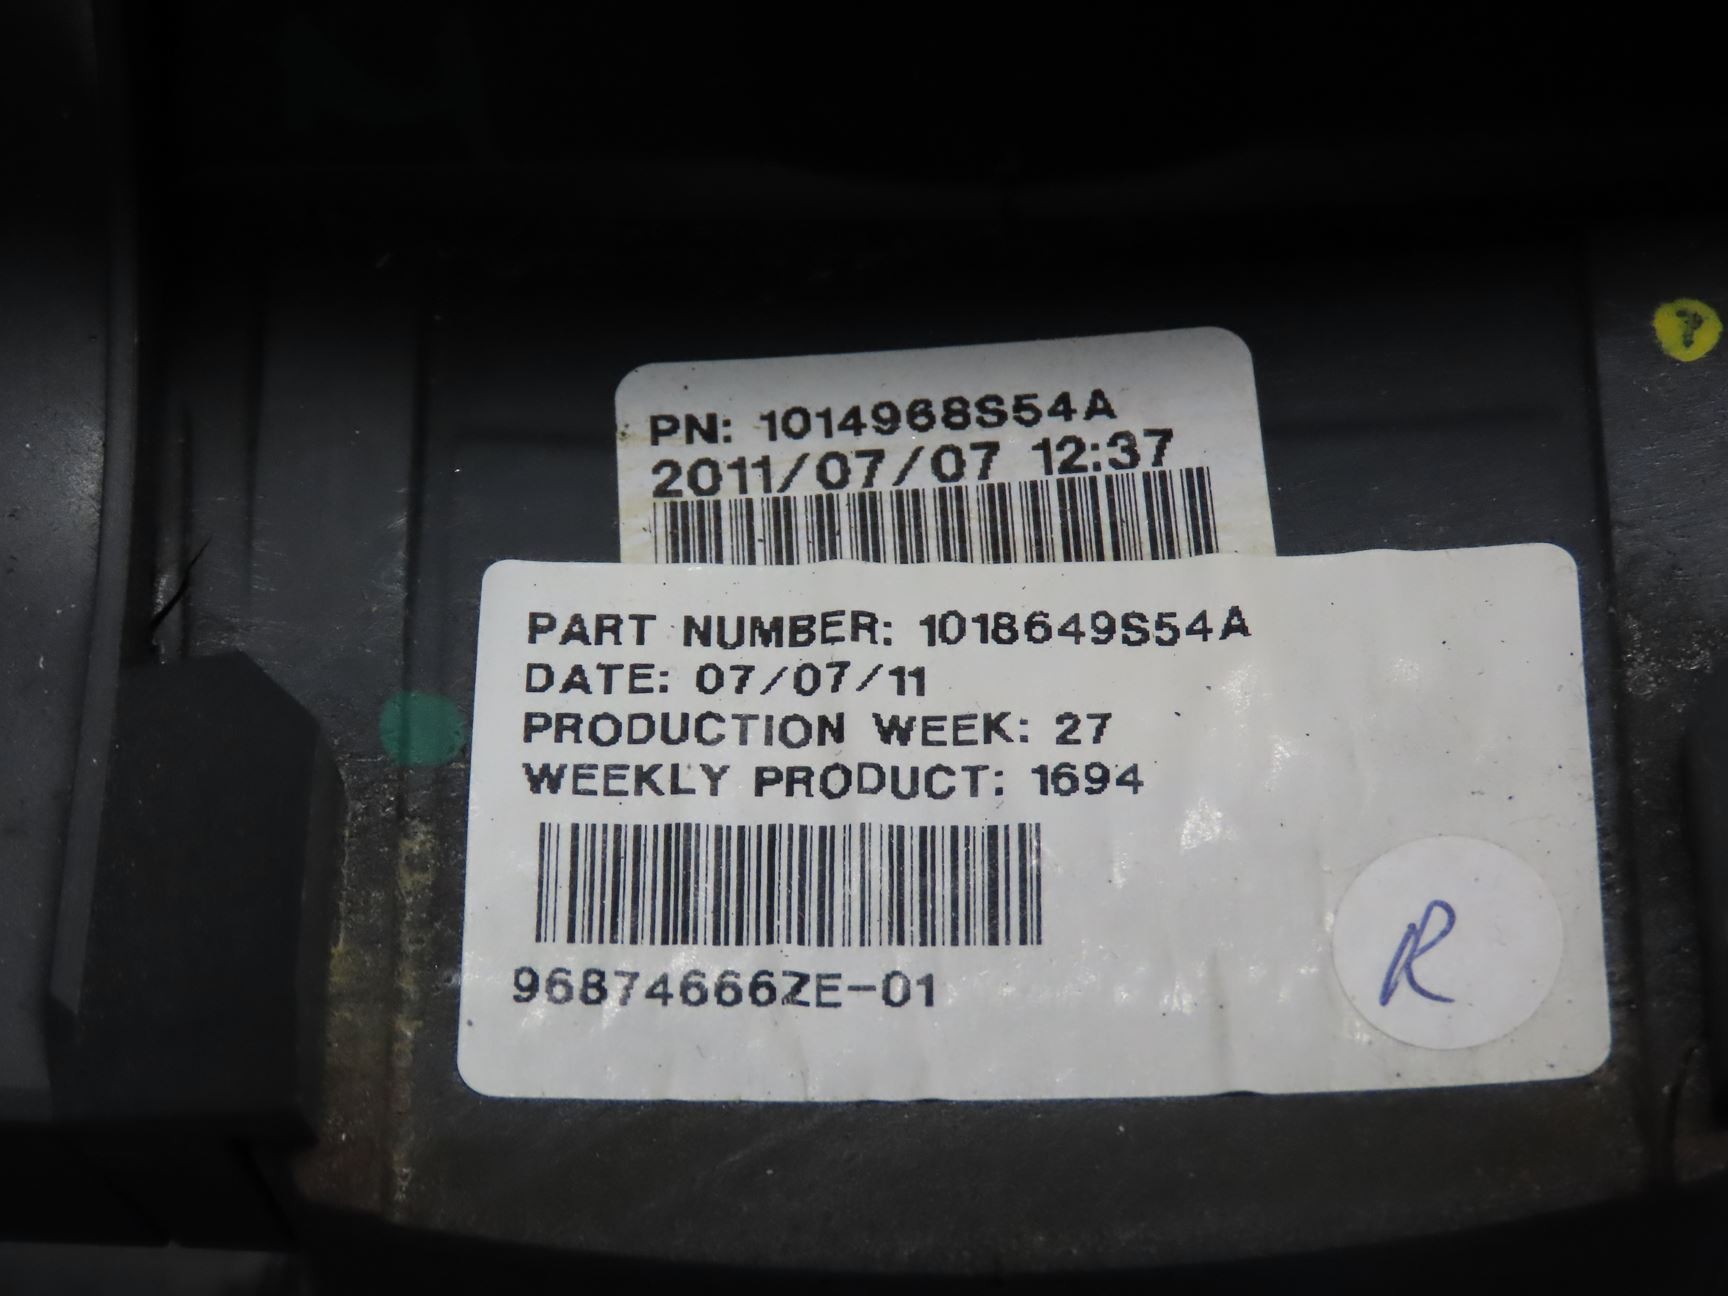 PN: 1014968S54A
2011/07/07 12:37
PART NUMBER: 1018649S54A
DATE: 07/07/11
PRODUCTION WEEK: 27
WEEKLY PRODUCT: 1694
96874666ZE-01
R